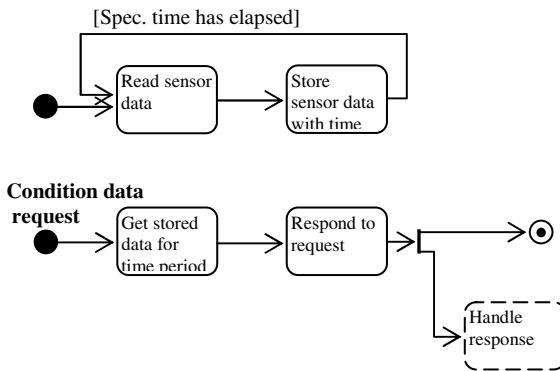 [Spec. time has elapsed]
Read sensor
data
Store
sensor data
with time
Condition data
request
Get stored
data for
time period
Respond to
request
Handle
response